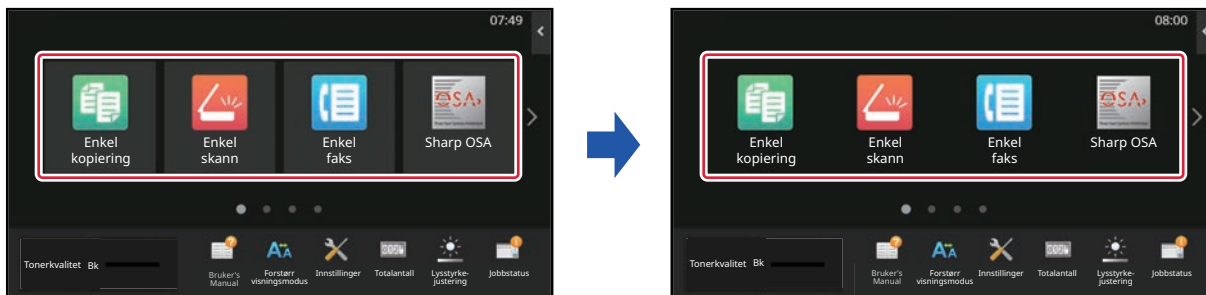 07:49
Enkel
kopiering
Enkel
skann
Enkel
faks
Sharp OSA
Tonerkvalitet Bk
Bruker's
Manual
Forstørr
visningsmodus
Innstillinger
Totalantall
Lysstyrke-
justering
Jobbstatus
08:00
Enkel
kopiering
Enkel
skann
Enkel
faks
Sharp OSA
Tonerkvalitet Bk
Bruker's
Manual
Forstørr
visningsmodus
Innstillinger
Totalantall
Lysstyrke-
justering
Jobbstatus